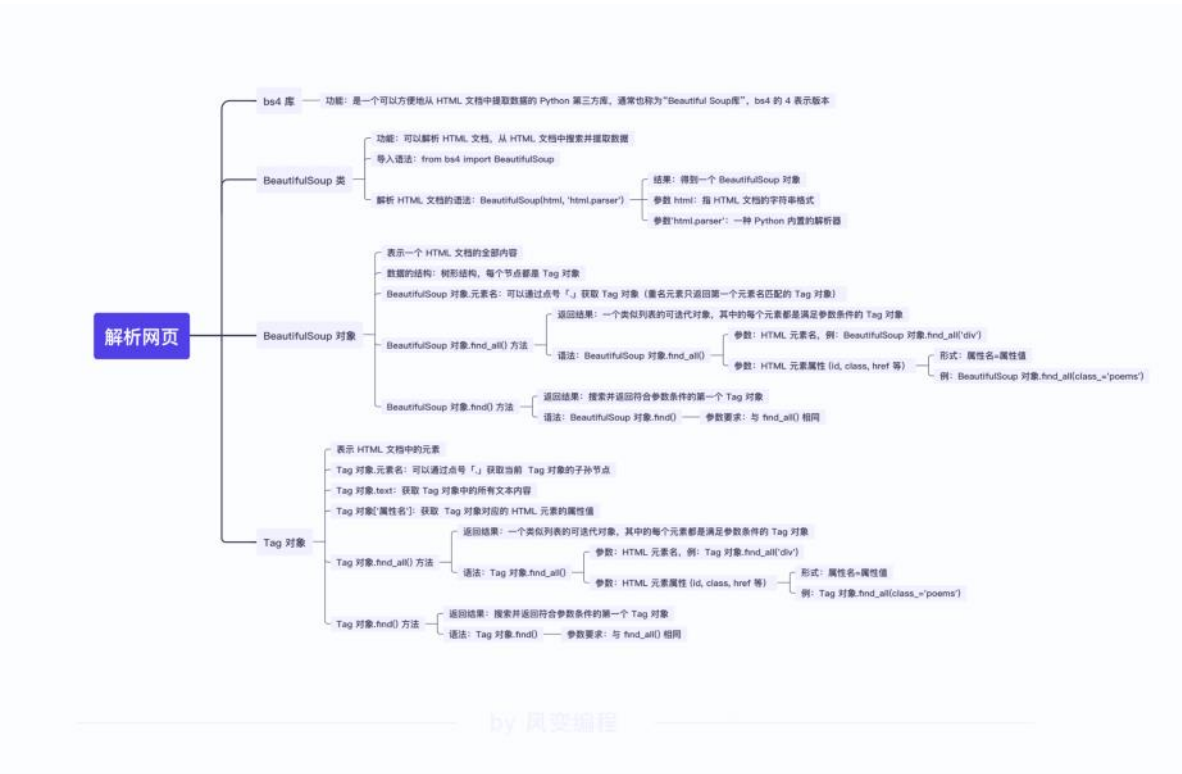 bs4 库
功能：是一个可以方便地从 HTML 文档中提取数据的 Python 第三方库，通常也称为“Beautiful Soup库”，bs4 的 4 表示版本
BeautifulSoup 类
功能：可以解析 HTML 文档，从 HTML 文档中搜索并提取数据
导入语法：from bs4 import BeautifulSoup
解析 HTML 文档的语法：BeautifulSoup(html, 'html.parser')
结果：得到一个 BeautifulSoup 对象
参数 html：指 HTML 文档的字符串格式
参数'html.parser'：一种 Python 内置的解析器
解析网页
BeautifulSoup 对象
表示一个 HTML 文档的全部内容
数据的结构：树形结构，每个节点都是 Tag 对象
BeautifulSoup 对象.元素名：可以通过点号「.」获取 Tag 对象（重名元素只返回第一个元素名匹配的 Tag 对象）
BeautifulSoup 对象.find_all() 方法
返回结果：一个类似列表的可迭代对象，其中的每个元素都是满足参数条件的 Tag 对象
语法：BeautifulSoup 对象.find_all()
参数：HTML 元素名，例：BeautifulSoup 对象.find_all('div')
参数：HTML 元素属性 (id, class, href 等）
形式：属性名=属性值
例：BeautifulSoup 对象.find_all(class_='poems')
BeautifulSoup 对象.find() 方法
返回结果：搜索并返回符合参数条件的第一个 Tag 对象
语法：BeautifulSoup 对象.find()
参数要求：与 find_all() 相同
Tag 对象
表示 HTML 文档中的元素
Tag 对象.元素名：可以通过点号「.」获取当前 Tag 对象的子孙节点
Tag 对象.text：获取 Tag 对象中的所有文本内容
Tag 对象['属性名']：获取 Tag 对象对应的 HTML 元素的属性值
Tag 对象.find_all() 方法
返回结果：一个类似列表的可迭代对象，其中的每个元素都是满足参数条件的 Tag 对象
语法：Tag 对象.find_all()
参数：HTML 元素名，例：Tag 对象.find_all('div')
参数：HTML 元素属性 (id, class, href 等）
形式：属性名=属性值
例：Tag 对象.find_all(class_='poems')
Tag 对象.find() 方法
返回结果：搜索并返回符合参数条件的第一个 Tag 对象
语法：Tag 对象.find()
参数要求：与 find_all() 相同
by 风变编程